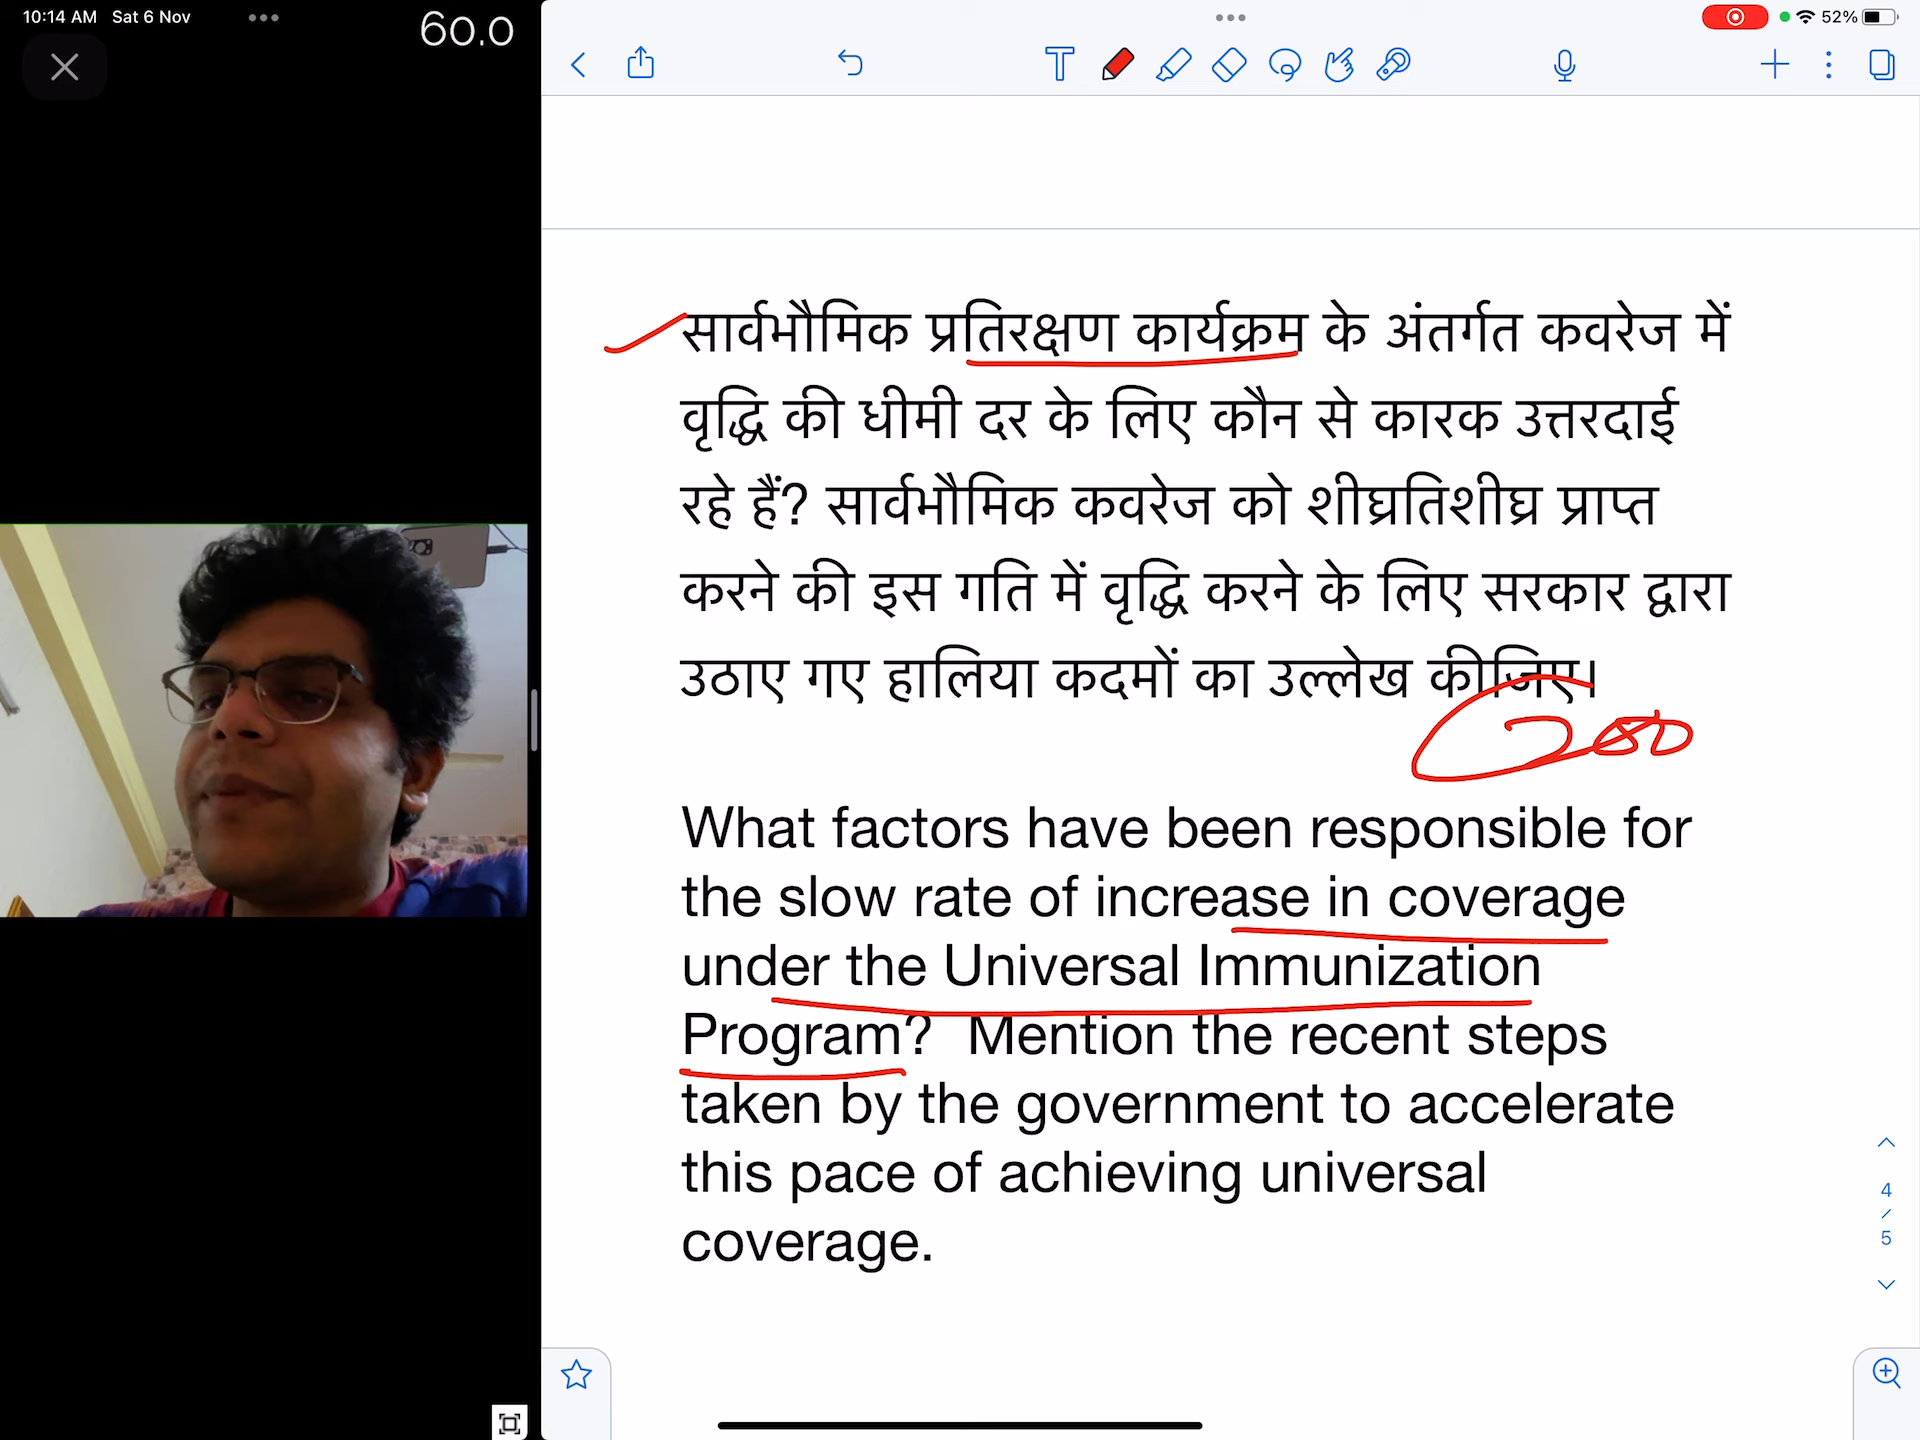 10:14 AM Sat 6 Nov
60.0
52%
सार्वभौमिक प्रतिरक्षण कार्यक्रम के अंतर्गत कवरेज में
वृद्धि की धीमी दर के लिए कौन से कारक उत्तरदाई
रहे हैं? सार्वभौमिक कवरेज को शीघ्रतिशीघ्र प्राप्त
करने की इस गति में वृद्धि करने के लिए सरकार द्वारा
उठाए गए हालिया कदमों का उल्लेख कीजिए।
200
What factors have been responsible for
the slow rate of increase in coverage
under the Universal Immunization
Program? Mention the recent steps
taken by the government to accelerate
this pace of achieving universal
coverage.
4
/
5